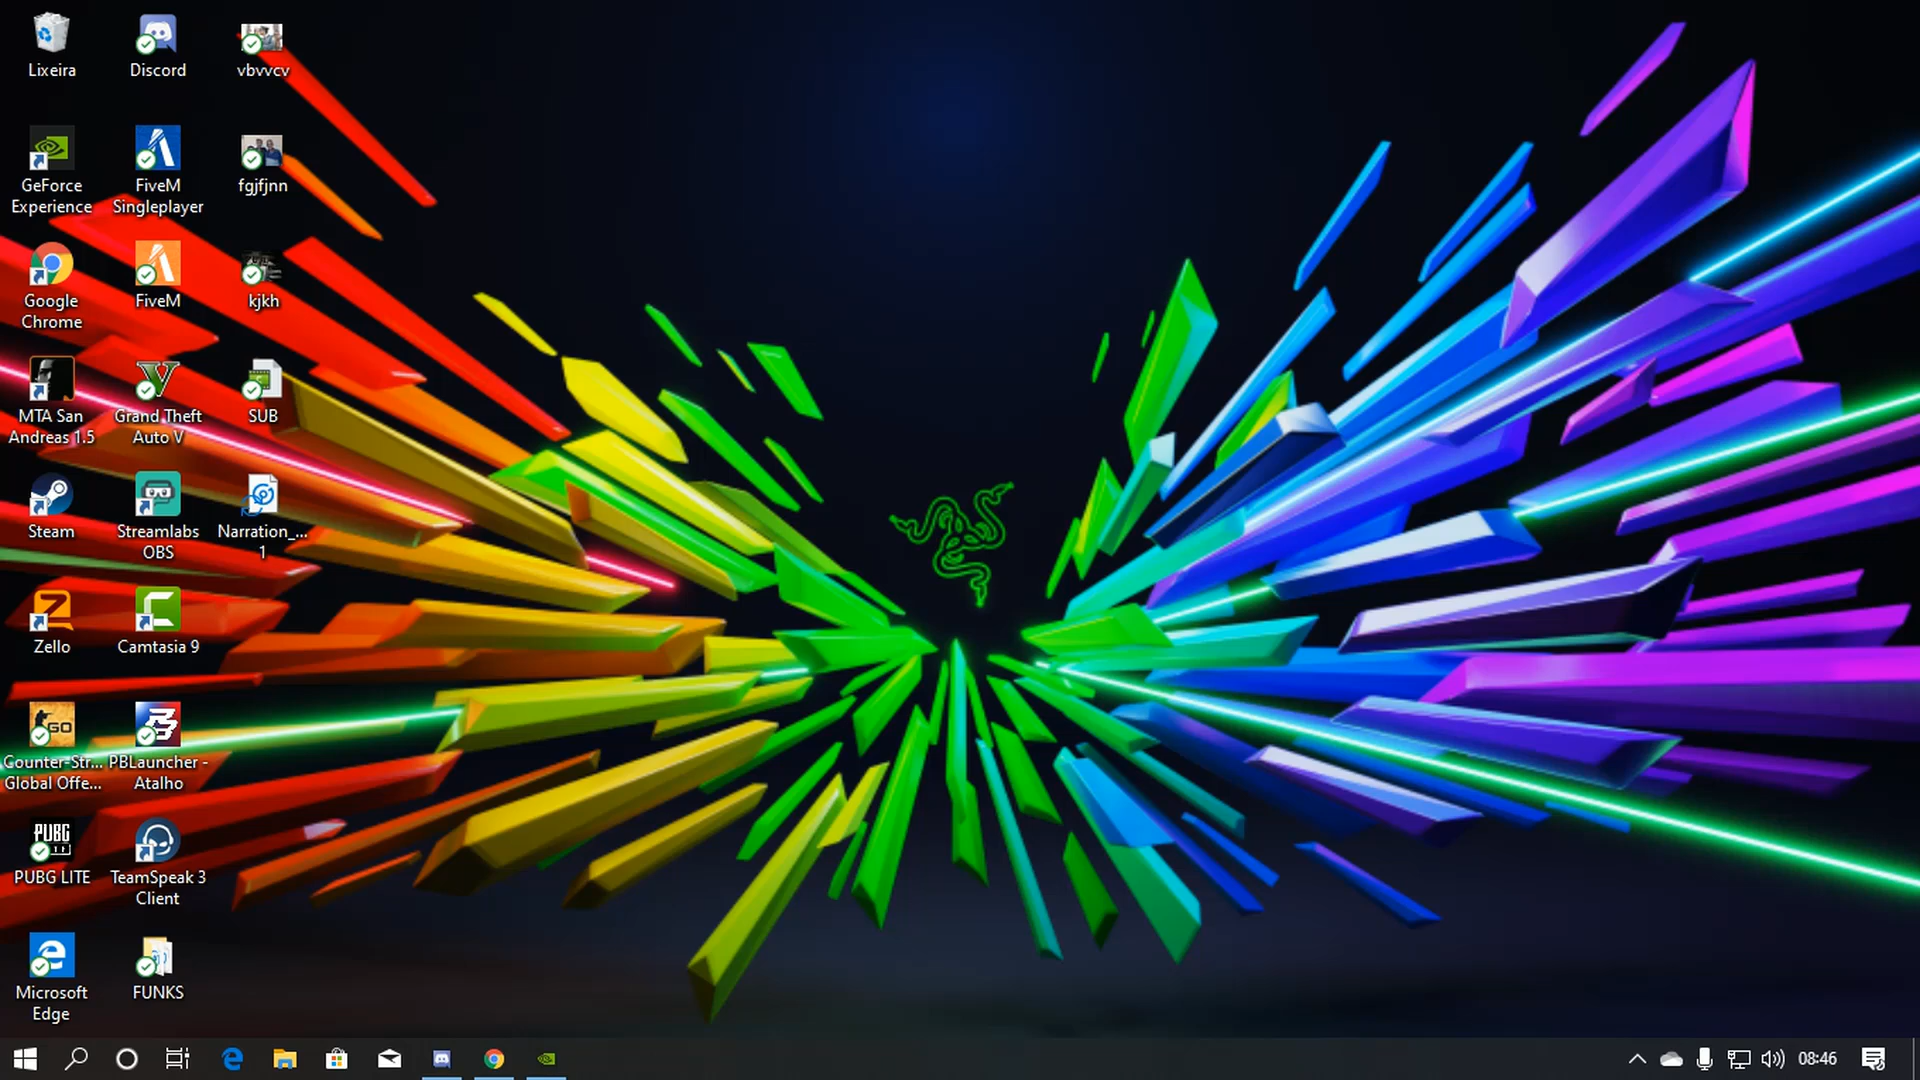 Lixeira
Discord
vbvvcv
GeForce
Experience
FiveM
Singleplayer
fgjfjnn
Google
Chrome
FiveM
kjkh
MTA San
Andreas 1.5
Grand Theft
Auto V
SUB
Steam
Streamlabs
OBS
Narration_...
1
Zello
Camtasia 9
GO
Counter-Str...
Global Offe...
PBLauncher -
Atalho
PUBG
PUBG LITE
TeamSpeak 3
Client
Microsoft
Edge
FUNKS
08:46